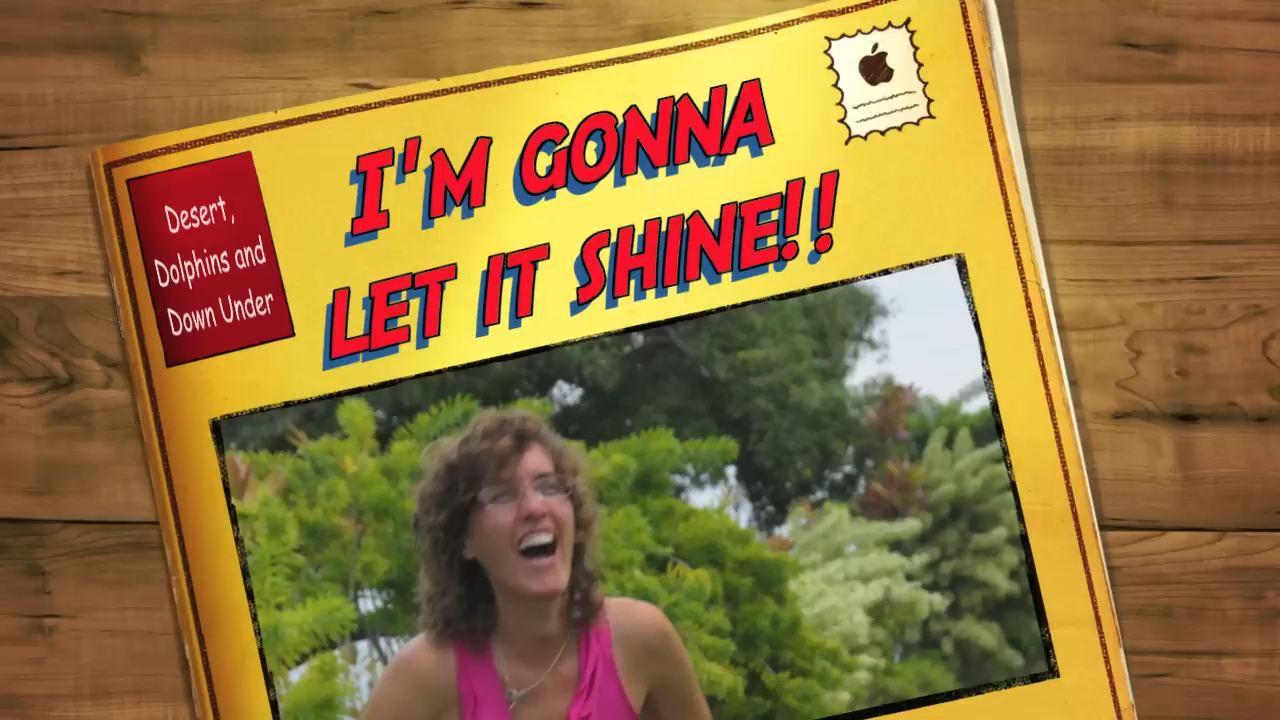 Desert,
Dolphins and
Down Under
I'M GONNA
LET IT SHINE!!